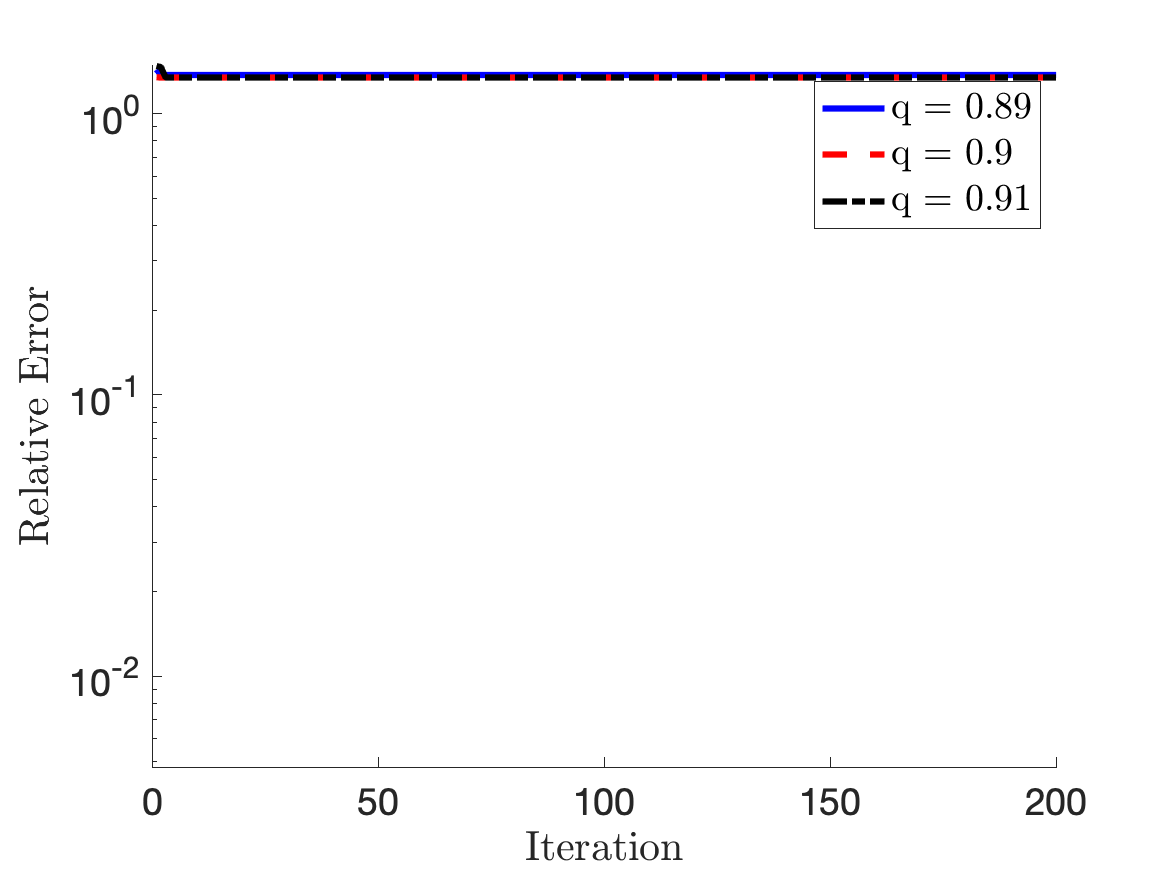 10^0
10^-1
10^-2
Relative Error
q = 0.89
q = 0.9
q = 0.91
0 50 100 150 200
Iteration